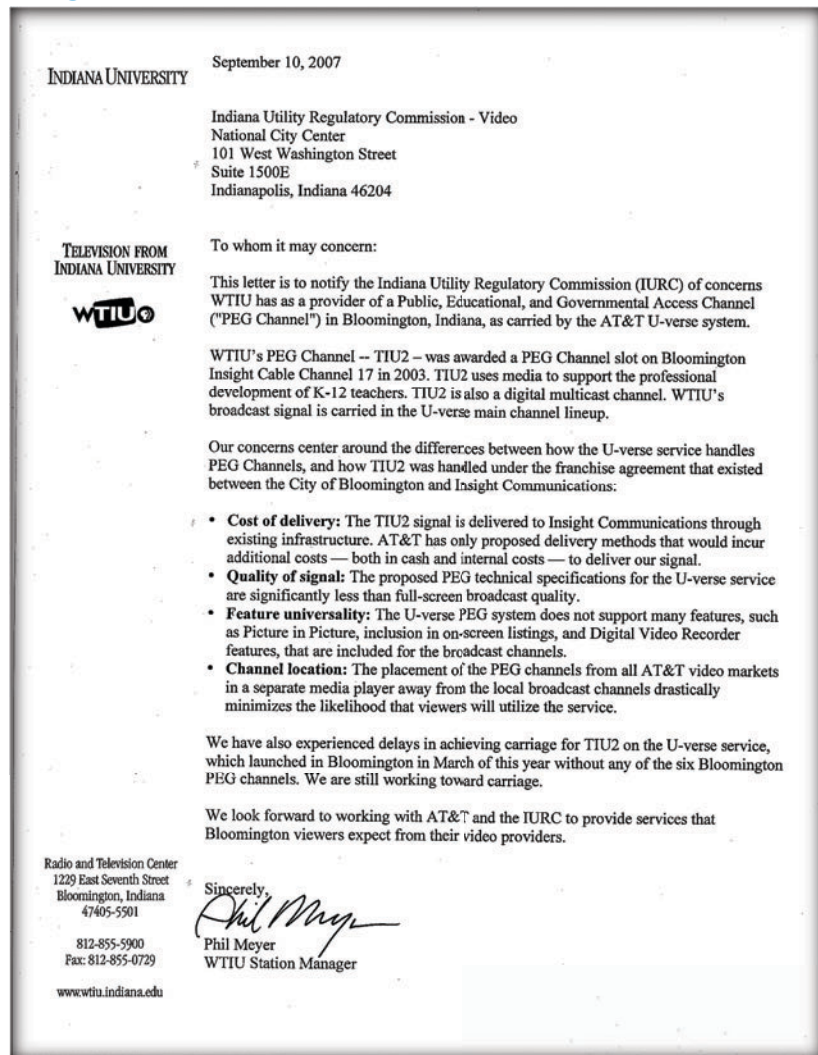 INDIANA UNIVERSITY
September 10, 2007
Indiana Utility Regulatory Commission - Video
National City Center
101 West Washington Street
Suite 1500E
Indianapolis, Indiana 46204
TELEVISION FROM
INDIANA UNIVERSITY
WTIU
To whom it may concern:
This letter is to notify the Indiana Utility Regulatory Commission (IURC) of concerns
WTIU has as a provider of a Public, Educational, and Governmental Access Channel
("PEG Channel") in Bloomington, Indiana, as carried by the AT&T U-verse system.
WTIU's PEG Channel -- TIU2 – was awarded a PEG Channel slot on Bloomington
Insight Cable Channel 17 in 2003. TIU2 uses media to support the professional
development of K-12 teachers. TIU2 is also a digital multicast channel. WTIU's
broadcast signal is carried in the U-verse main channel lineup.
Our concerns center around the differences between how the U-verse service handles
PEG Channels, and how TIU2 was handled under the franchise agreement that existed
between the City of Bloomington and Insight Communications:
• Cost of delivery: The TIU2 signal is delivered to Insight Communications through
existing infrastructure. AT&T has only proposed delivery methods that would incur
additional costs — both in cash and internal costs — to deliver our signal.
• Quality of signal: The proposed PEG technical specifications for the U-verse service
are significantly less than full-screen broadcast quality.
• Feature universality: The U-verse PEG system does not support many features, such
as Picture in Picture, inclusion in on-screen listings, and Digital Video Recorder
features, that are included for the broadcast channels.
• Channel location: The placement of the PEG channels from all AT&T video markets
in a separate media player away from the local broadcast channels drastically
minimizes the likelihood that viewers will utilize the service.
We have also experienced delays in achieving carriage for TIU2 on the U-verse service,
which launched in Bloomington in March of this year without any of the six Bloomington
PEG channels. We are still working toward carriage.
We look forward to working with AT&T and the IURC to provide services that
Bloomington viewers expect from their video providers.
Radio and Television Center
1229 East Seventh Street
Bloomington, Indiana
47405-5501
812-855-5900
Fax: 812-855-0729
www.wtiu.indiana.edu
Sincerely,
Phil Meyer
Phil Meyer
WTIU Station Manager